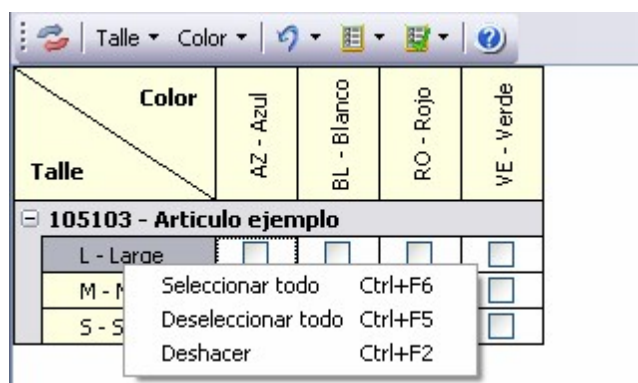 Talle Color
Color
AZ - Azul
BL - Blanco
RO - Rojo
VE - Verde
Talle
105103 - Articulo ejemplo
L - Large
M -
S -
Seleccionar todo Ctrl+F6
Deseleccionar todo Ctrl+F5
Deshacer Ctrl+F2